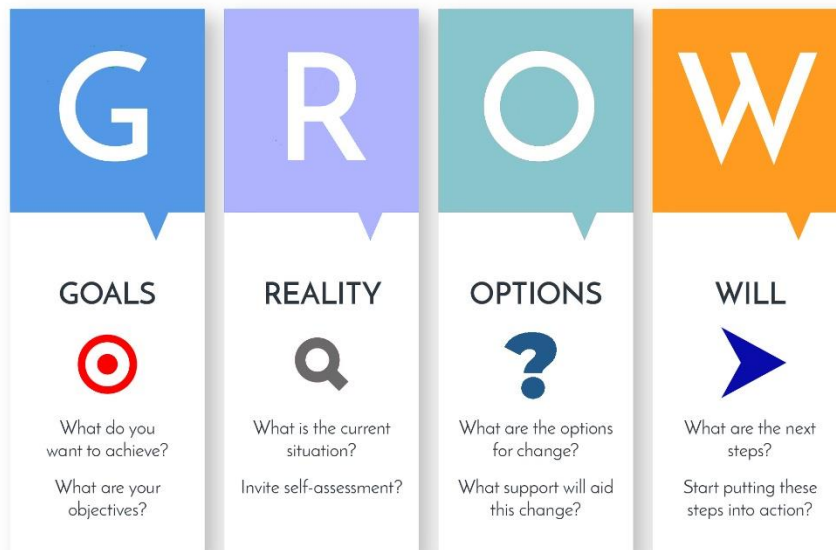 G
GOALS
What do you
want to achieve?
What are your
objectives?
R
REALITY
What is the current
situation?
Invite self-assessment?
O
OPTIONS
?
What are the options
for change?
What support will aid
this change?
W
WILL
What are the next
steps?
Start putting these
steps into action?